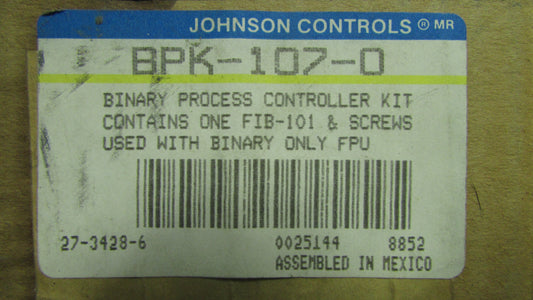 JOHNSON CONTROLS ® MR
BPK-107-0
BINARY PROCESS CONTROLLER KIT
CONTAINS ONE FIB-101 & SCREWS
USED WITH BINARY ONLY FPU
27-3428-6 0025144 8852
ASSEMBLED IN MEXICO